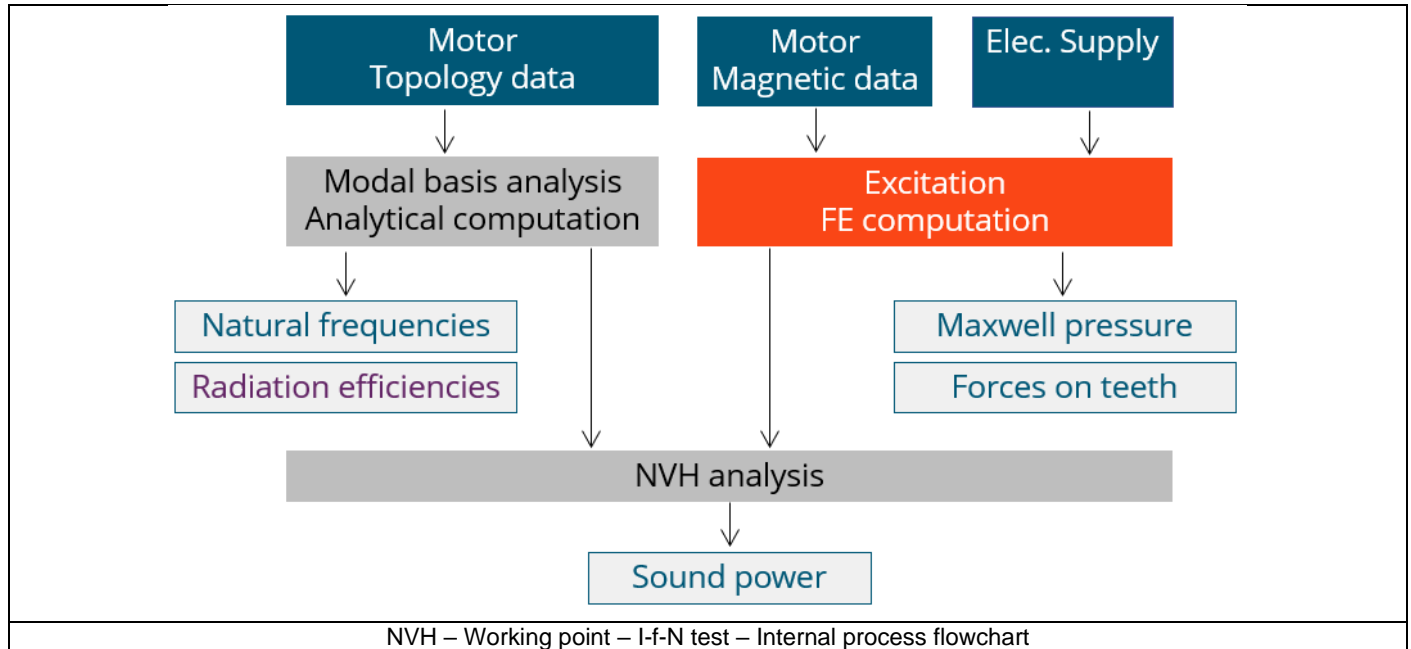 Motor
Topology data
Motor
Magnetic data
Elec. Supply
Modal basis analysis
Analytical computation
Excitation
FE computation
Natural frequencies
Radiation efficiencies
Maxwell pressure
Forces on teeth
NVH analysis
Sound power
NVH – Working point – I-f-N test – Internal process flowchart